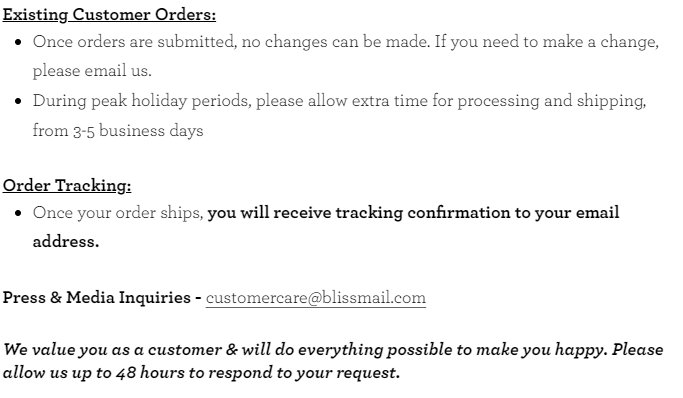 Existing Customer Orders:
• Once orders are submitted, no changes can be made. If you need to make a change,
please email us.
• During peak holiday periods, please allow extra time for processing and shipping,
from 3-5 business days
Order Tracking:
• Once your order ships, you will receive tracking confirmation to your email
address.
Press & Media Inquiries - customercare@blissmail.com
We value you as a customer & will do everything possible to make you happy. Please
allow us up to 48 hours to respond to your request.